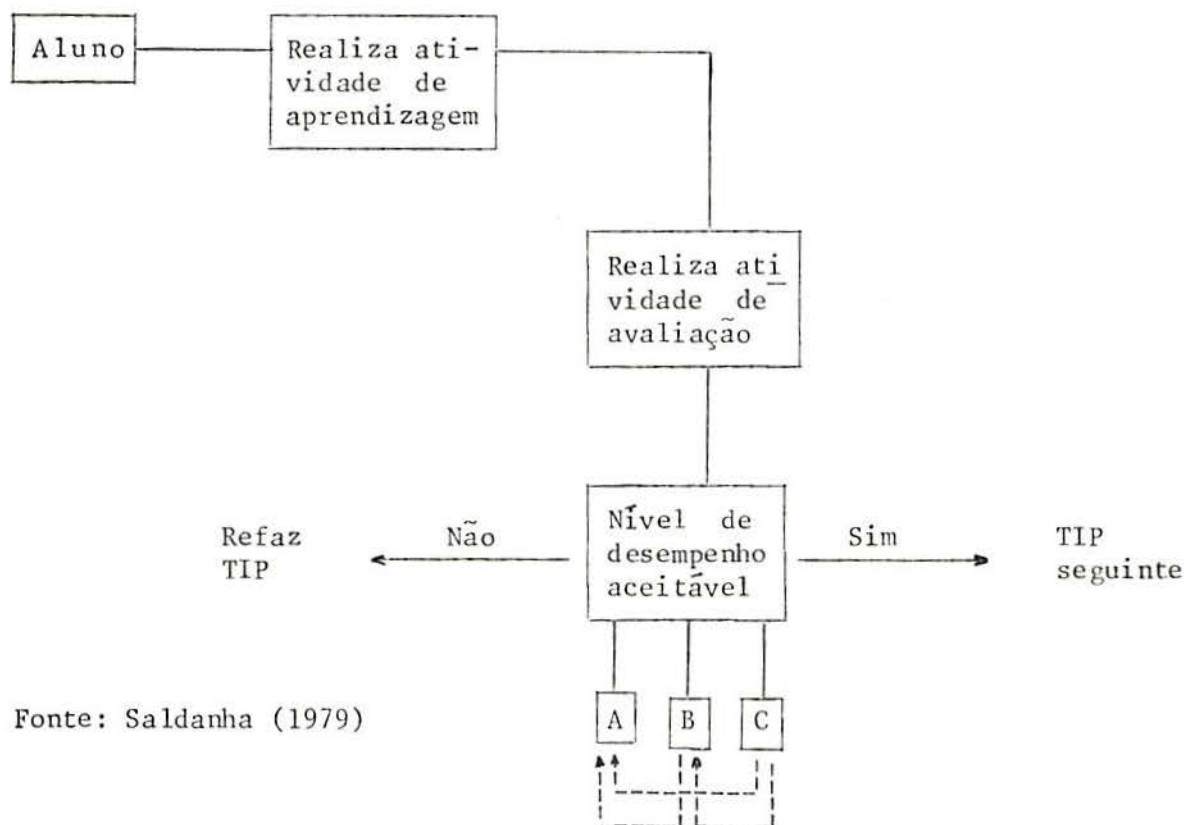 Aluno
Realiza ati-
vidade de
aprendizagem
Realiza ati
vidade de
avaliação
Nível de
desempenho
aceitável
Refaz
TIP
Não
Sim
TIP
seguinte
A
B
C
Fonte: Saldanha (1979)